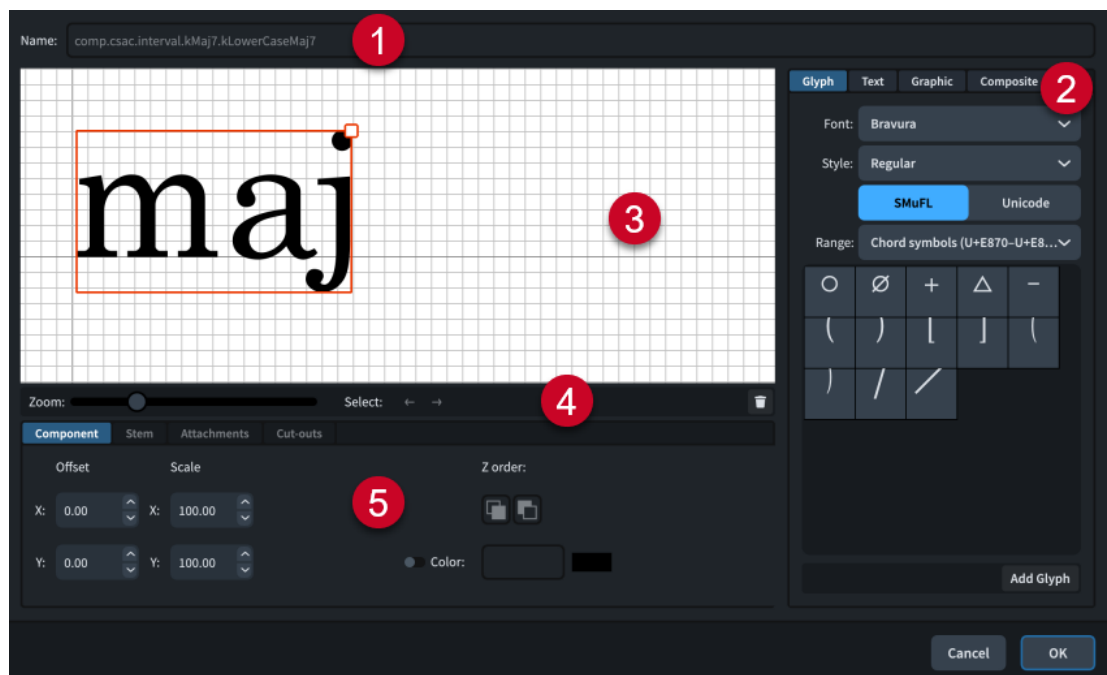 Name: comp.csac.interval.kMaj7.kLowerCaseMaj7 1
Glyph Text Graphic Composite 2
Font: Bravura
Style: Regular
SMuFL Unicode
Range: Chord symbols (U+E870–U+E8...
maj
3
Zoom: Select: ← → 4
Component Stem Attachments Cut-outs
Offset Scale Z order:
X: 0.00 X: 100.00 5
Y: 0.00 Y: 100.00 Color:
Add Glyph
Cancel OK